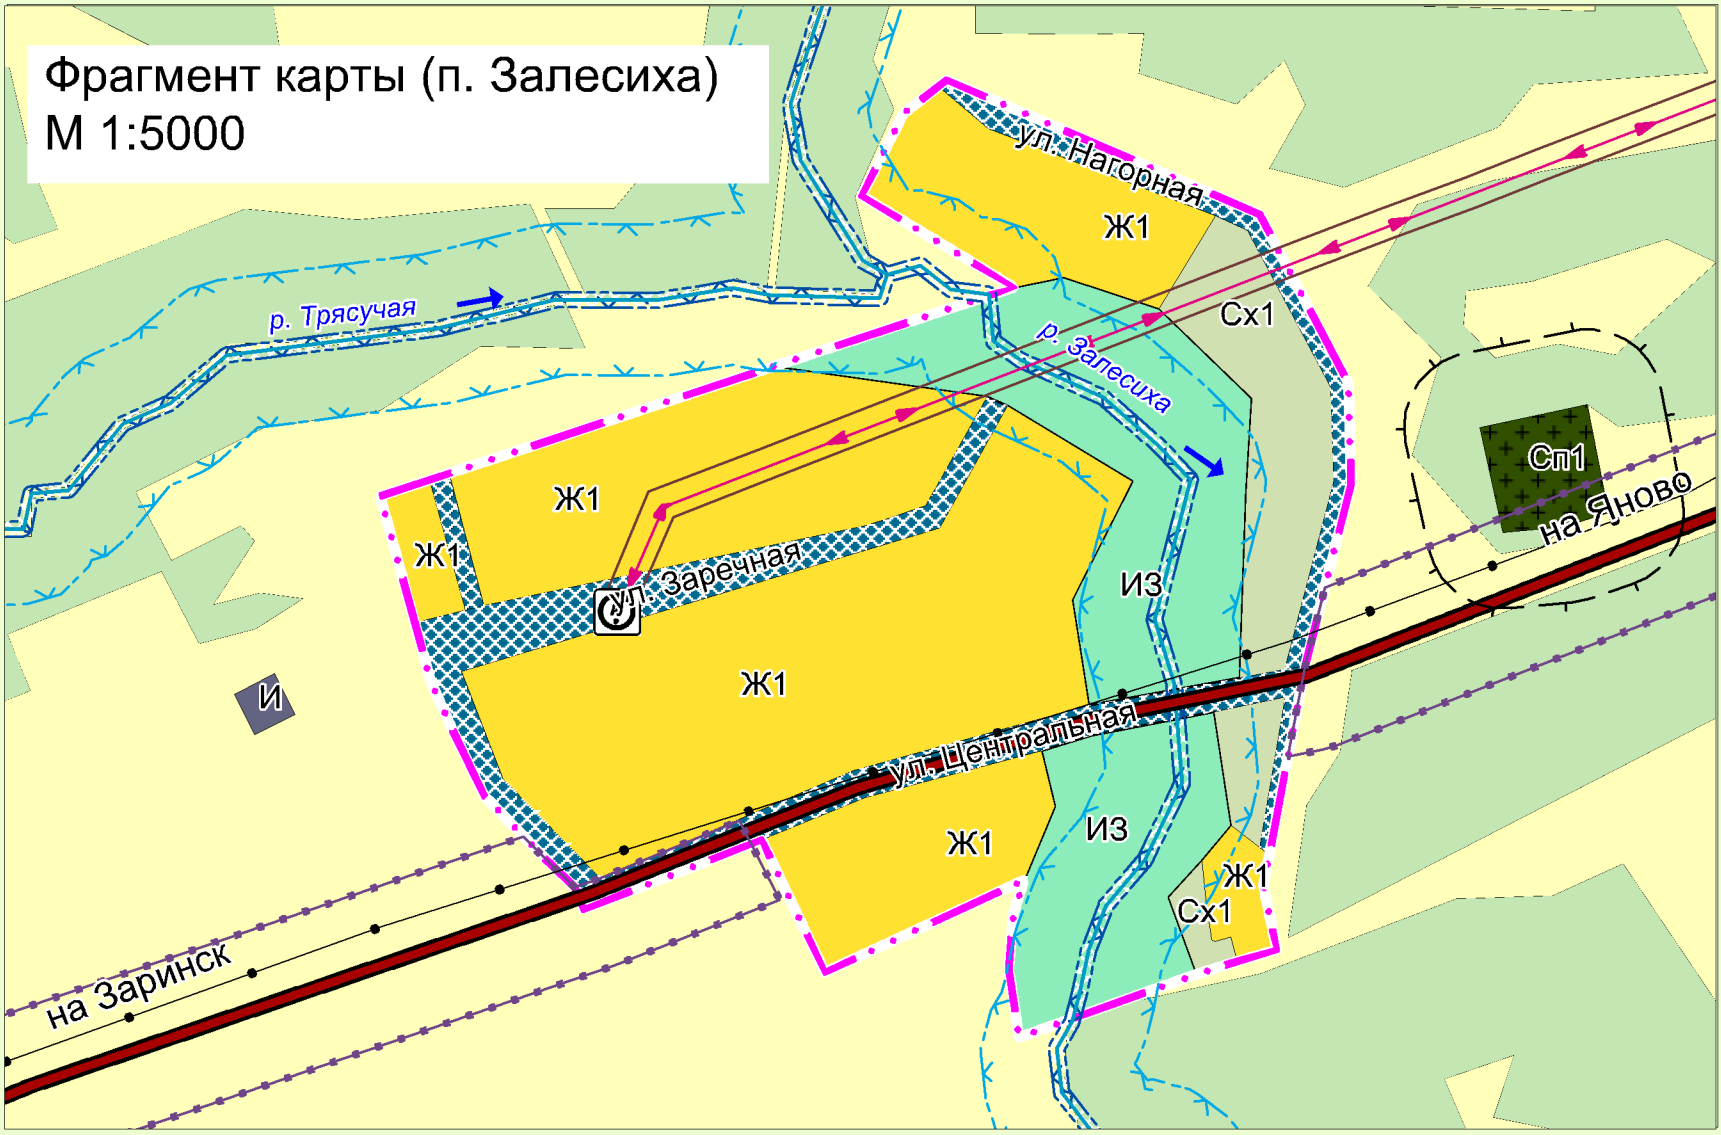 Фрагмент карты (п. Залесиха)
М 1:5000
ул. Нагорная
Ж1
Сх1
р. Трясучая
р. Залесиха
Сп1
на Яново
Ж1
Ж1
ул. Заречная
ИЗ
Ж1
И
ул. Центральная
ИЗ
Ж1
Ж1
Сх1
на Заринск